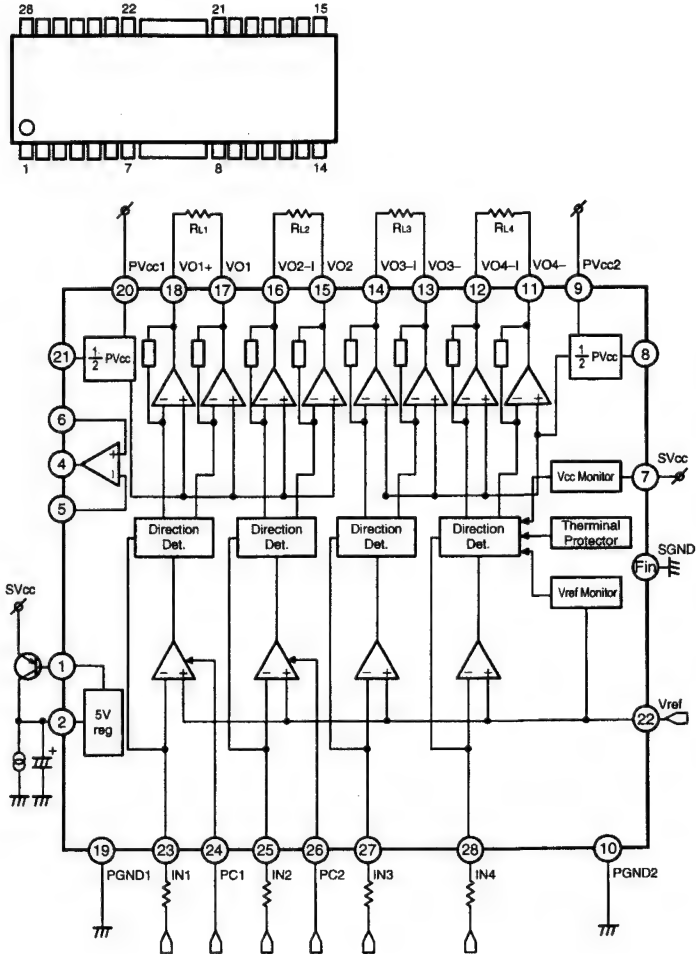 28 22 21 15
1 7 8 14
RL1 RL2 RL3 RL4
PVcc1 VO1+ VO1 VO2-I VO2 VO3-I VO3- VO4-I VO4- PVcc2
20 18 17 16 15 14 13 12 11 9
21 1/2 PVcc 1/2 PVcc 8
6
4
5
+ -
- + - + - + - + - + - + - + - +
SVcc
Vcc Monitor 7
Direction Det. Direction Det. Direction Det. Direction Det.
Therminal Protector
SGND
Fin
Vref Monitor
SVcc
1
2
5V reg
+
- + - + - + - +
Vref
22
19 23 24 25 26 27 28 10
PGND1 IN1 PC1 IN2 PC2 IN3 IN4 PGND2